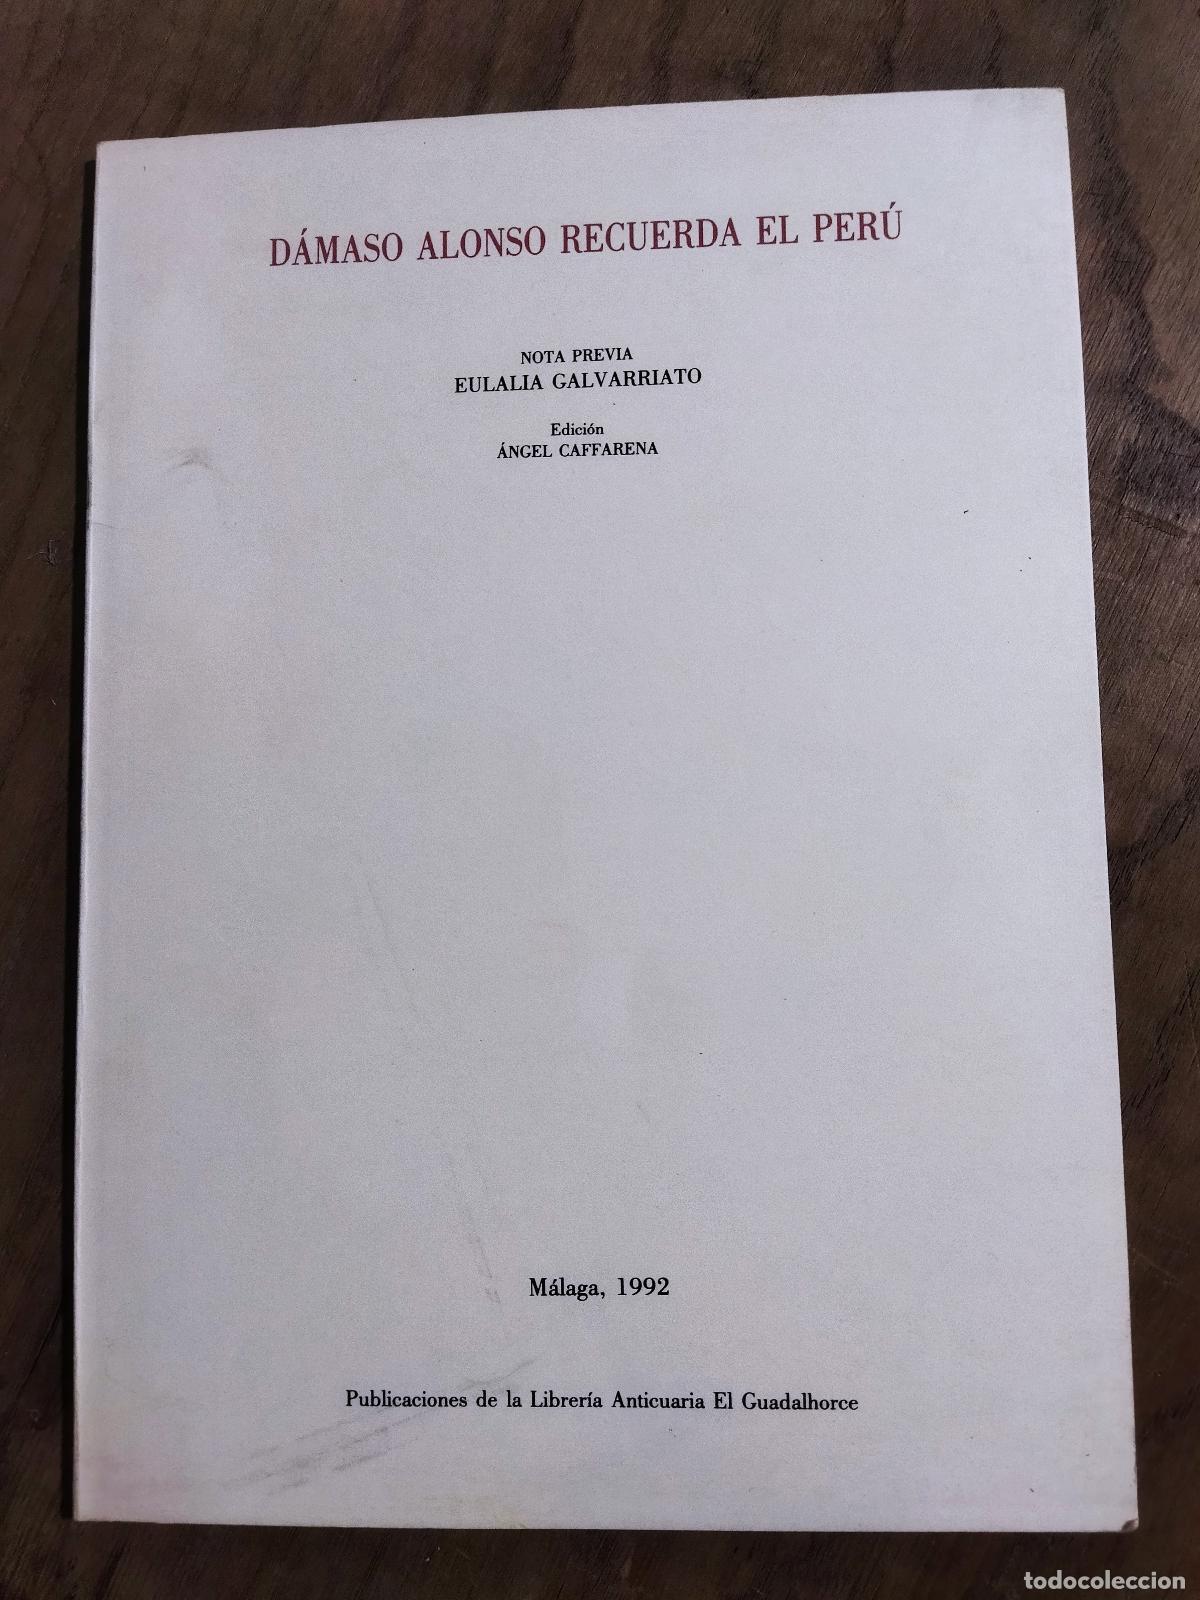 DÁMASO ALONSO RECUERDA EL PERÚ
NOTA PREVIA
EULALIA GALVARRIATO
Edición
ÁNGEL CAFFARENA
Málaga, 1992
Publicaciones de la Librería Anticuaria El Guadalhorce
todocoleccion